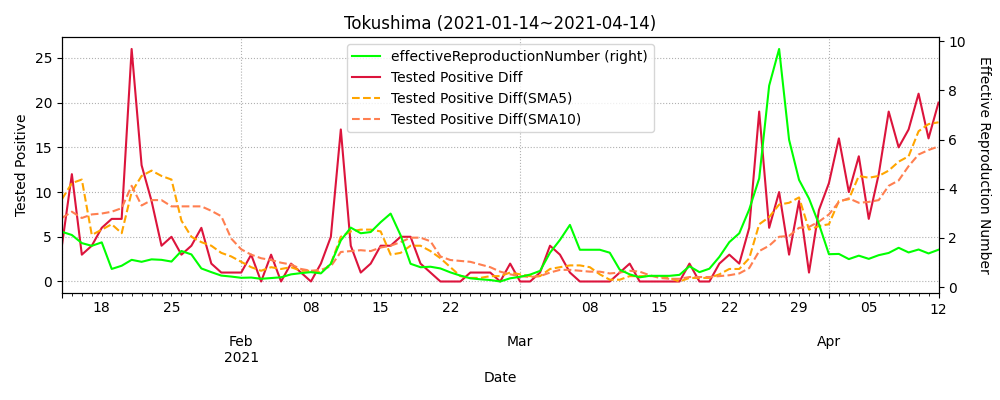 Tokushima (2021-01-14~2021-04-14)
effectiveReproductionNumber (right)
Tested Positive Diff
Tested Positive Diff(SMA5)
Tested Positive Diff(SMA10)
Tested Positive
25
20
15
10
5
0
Effective Reproduction Number
10
8
6
4
2
0
18 25 08 15 22 08 15 22 29 05 12
Feb Mar Apr
2021
Date